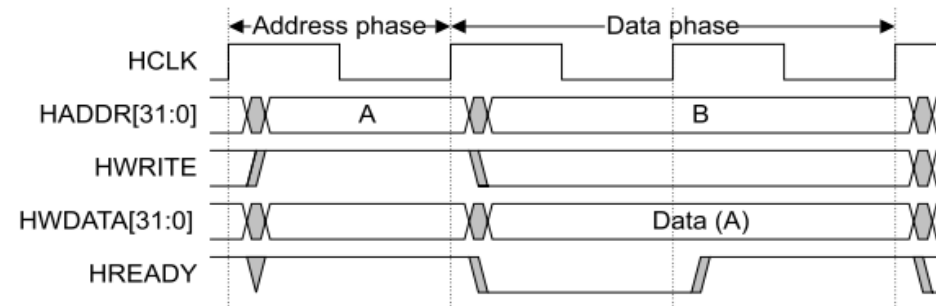 Address phase Data phase
HCLK
HADDR[31:0] A B
HWRITE
HWDATA[31:0] Data (A)
HREADY